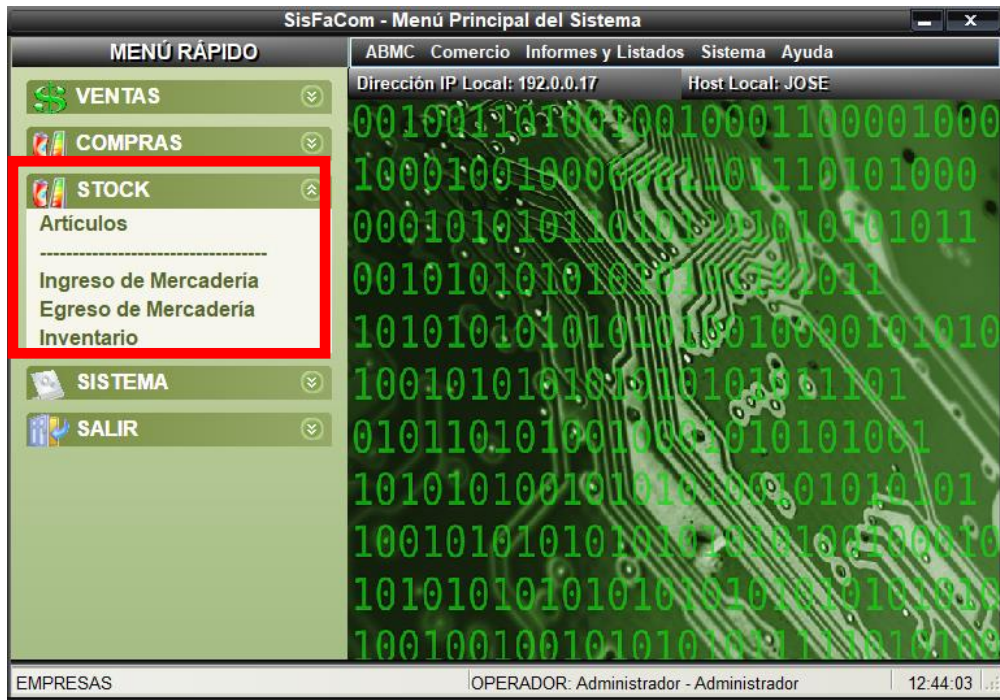 SisFaCom - Menú Principal del Sistema
MENÚ RÁPIDO
ABMC Comercio Informes y Listados Sistema Ayuda
Dirección IP Local: 192.0.0.17 Host Local: JOSE
VENTAS
COMPRAS
STOCK
Artículos
-----------------------------------
Ingreso de Mercadería
Egreso de Mercadería
Inventario
SISTEMA
SALIR
EMPRESAS
OPERADOR: Administrador - Administrador
12:44:03